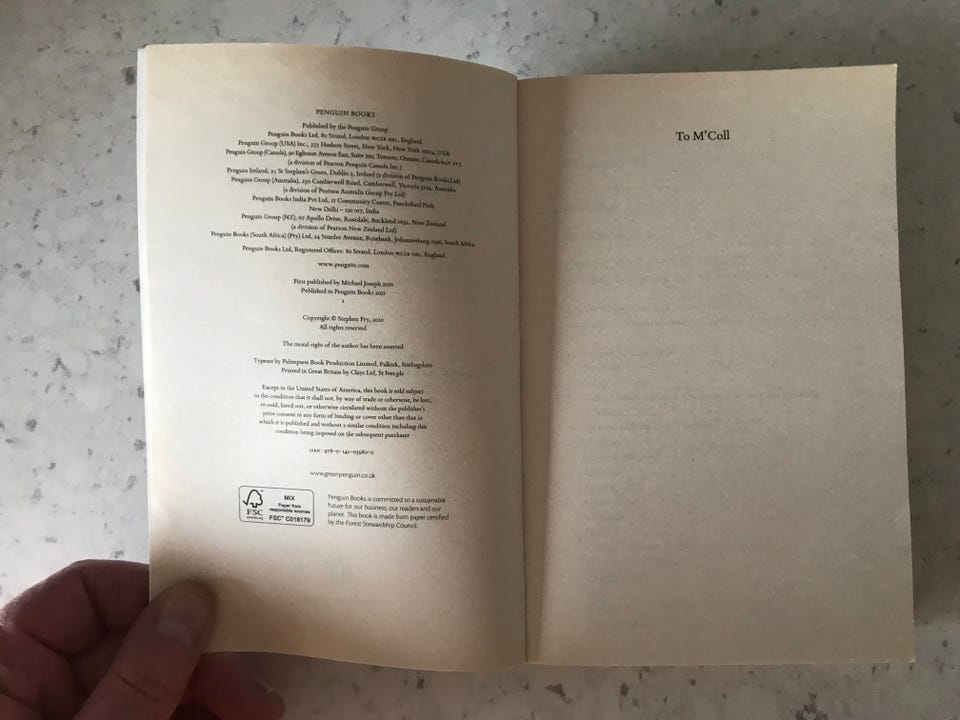 PENGUIN BOOKS
Published by the Penguin Group
Penguin Books Ltd, 80 Strand, London WC2R 0RL, England
Penguin Group (USA) Inc., 375 Hudson Street, New York, New York 10014, USA
Penguin Group (Canada), 90 Eglinton Avenue East, Suite 700, Toronto, Ontario, Canada M4P 2Y3
(a division of Pearson Penguin Canada Inc.)
Penguin Ireland, 25 St Stephen's Green, Dublin 2, Ireland (a division of Penguin Books Ltd)
Penguin Group (Australia), 250 Camberwell Road, Camberwell, Victoria 3124, Australia
(a division of Pearson Australia Group Pty Ltd)
Penguin Books India Pvt Ltd, 11 Community Centre, Panchsheel Park,
New Delhi – 110 017, India
Penguin Group (NZ), 67 Apollo Drive, Rosedale, Auckland 0632, New Zealand
(a division of Pearson New Zealand Ltd)
Penguin Books (South Africa) (Pty) Ltd, 24 Sturdee Avenue, Rosebank, Johannesburg 2196, South Africa
Penguin Books Ltd, Registered Offices: 80 Strand, London WC2R 0RL, England
www.penguin.com
First published by Michael Joseph 2010
Published in Penguin Books 2011
1
Copyright © Stephen Fry, 2010
All rights reserved
The moral right of the author has been asserted
Typeset by Palimpsest Book Production Limited, Falkirk, Stirlingshire
Printed in Great Britain by Clays Ltd, St Ives plc
Except in the United States of America, this book is sold subject
to the condition that it shall not, by way of trade or otherwise, be lent,
re-sold, hired out, or otherwise circulated without the publisher's
prior consent in any form of binding or cover other than that in
which it is published and without a similar condition including this
condition being imposed on the subsequent purchaser
ISBN: 978-0-141-03980-0
www.greenpenguin.co.uk
FSC
MIX
Paper from
responsible sources
FSC® C018179
Penguin Books is committed to a sustainable
future for our business, our readers and our
planet. This book is made from paper certified
by the Forest Stewardship Council.
To M'Coll